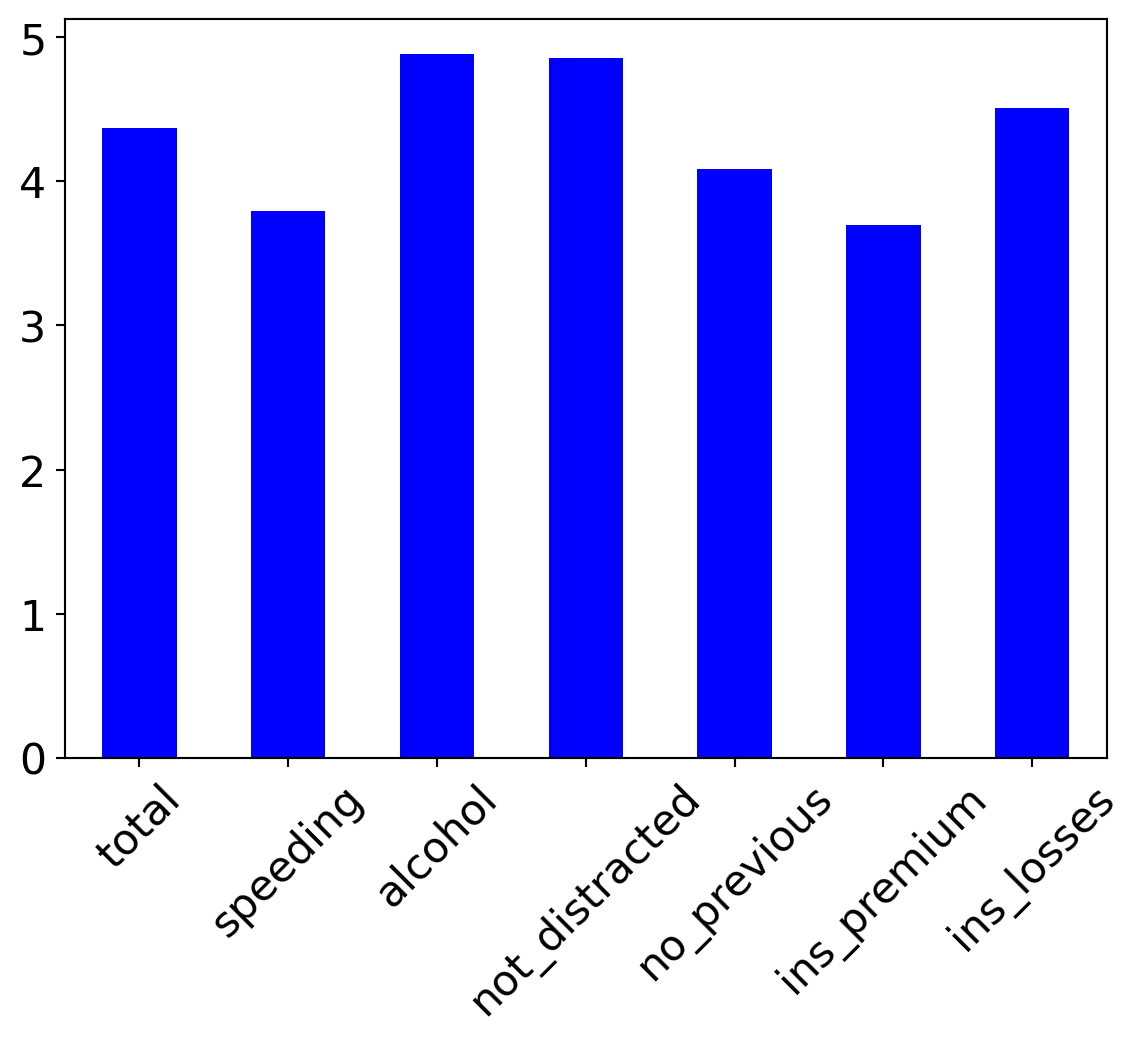 5
4
3
2
1
0
total
speeding
alcohol
not_distracted
no_previous
ins_premium
ins_losses